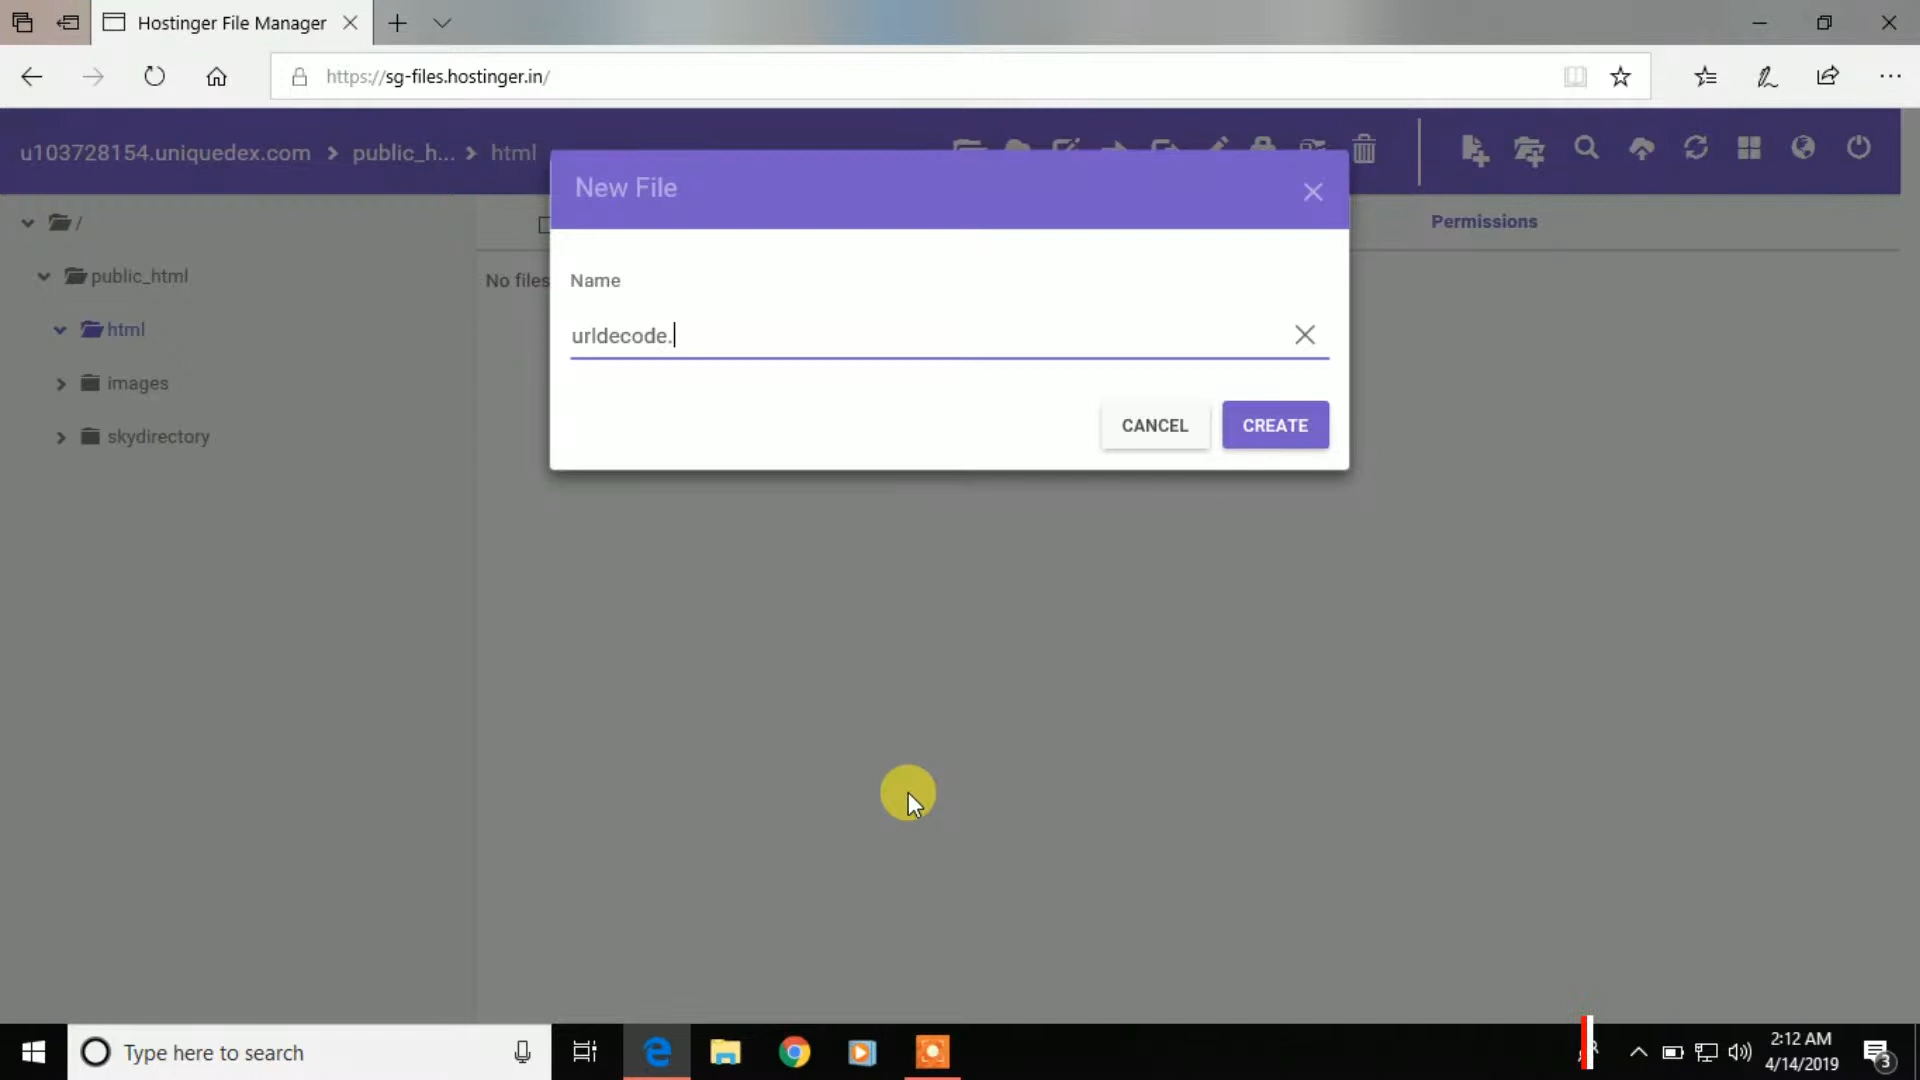 Hostinger File Manager
https://sg-files.hostinger.in/
u103728154.uniquedex.com > public_h... > html
New File
/
Permissions
public_html
No files
Name
html
urldecode.
images
CANCEL
CREATE
skydirectory
Type here to search
2:12 AM
4/14/2019
3